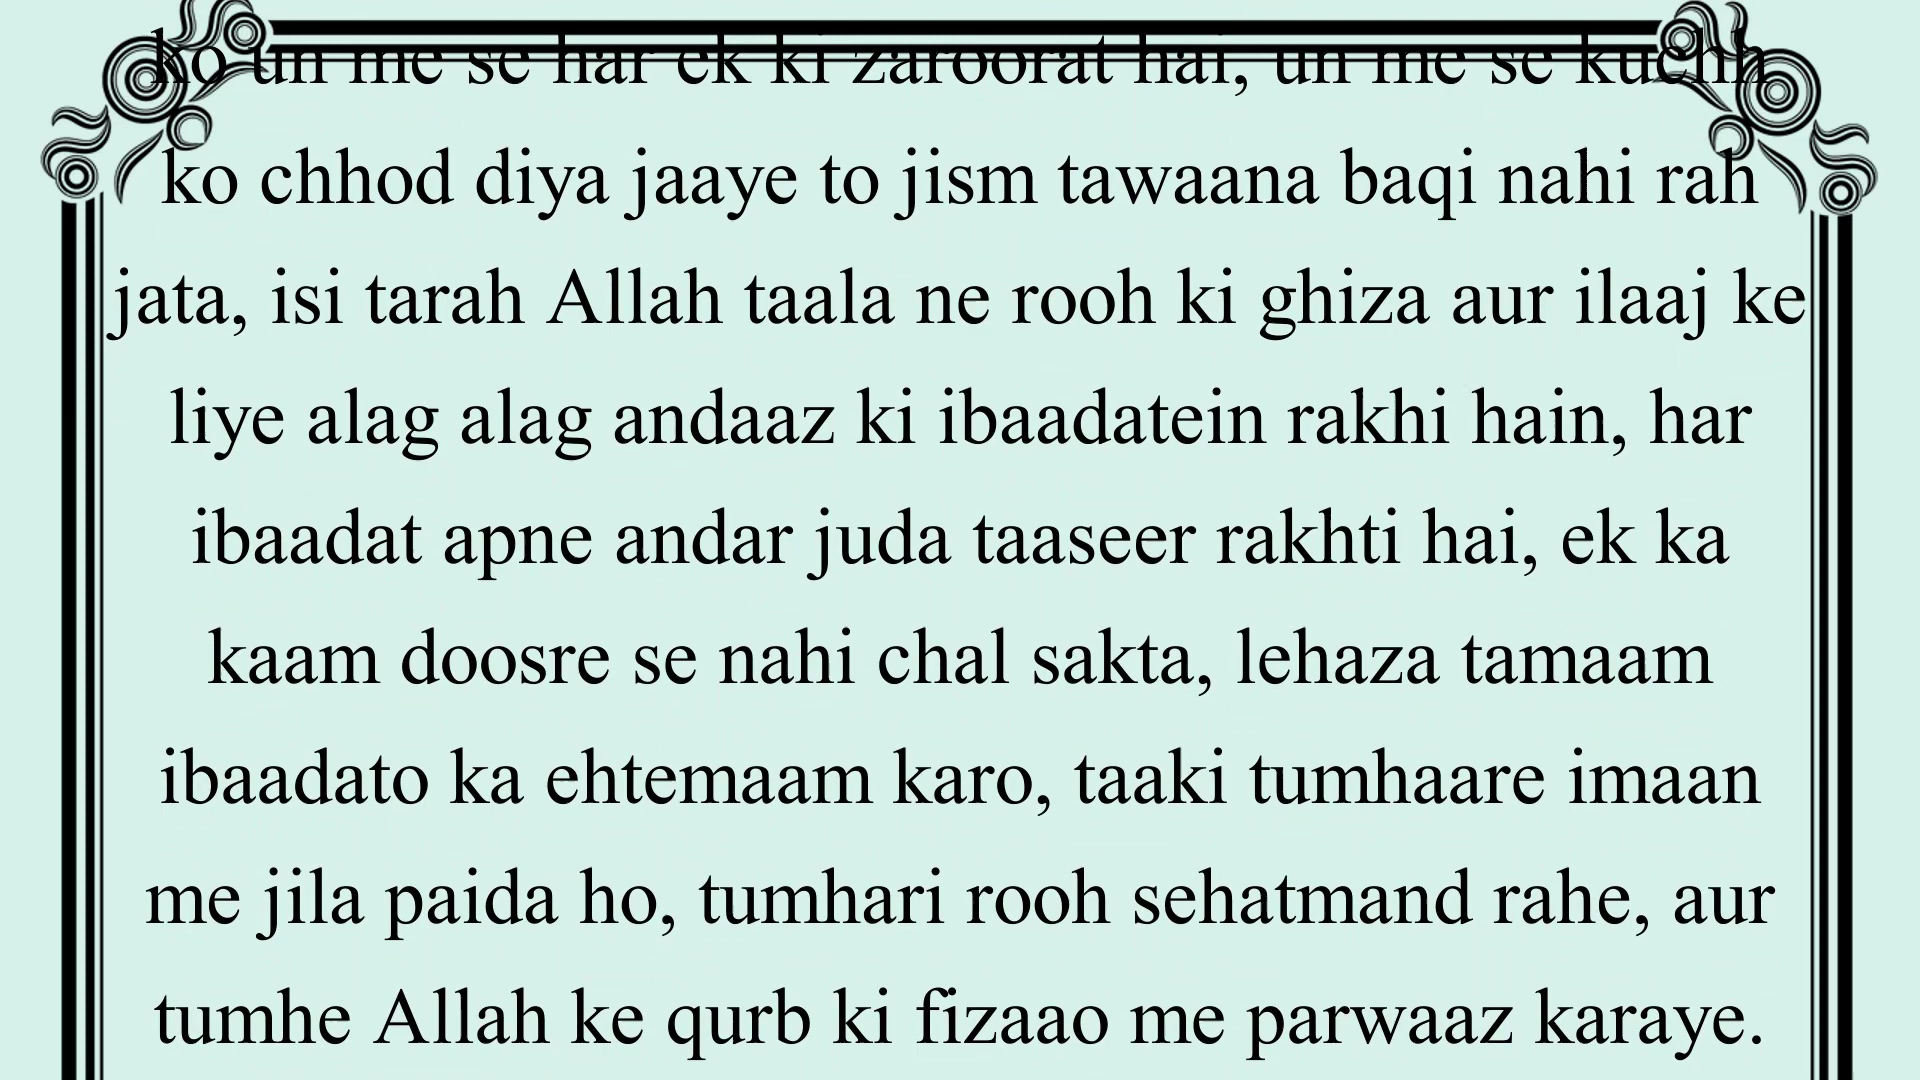 ko un me se har ek ki zaroorat hai, un me se kuchh
ko chhod diya jaaye to jism tawaana baqi nahi rah
jata, isi tarah Allah taala ne rooh ki ghiza aur ilaaj ke
liye alag alag andaaz ki ibaadatein rakhi hain, har
ibaadat apne andar juda taaseer rakhti hai, ek ka
kaam doosre se nahi chal sakta, lehaza tamaam
ibaadato ka ehtemaam karo, taaki tumhaare imaan
me jila paida ho, tumhari rooh sehatmand rahe, aur
tumhe Allah ke qurb ki fizaao me parwaaz karaye.